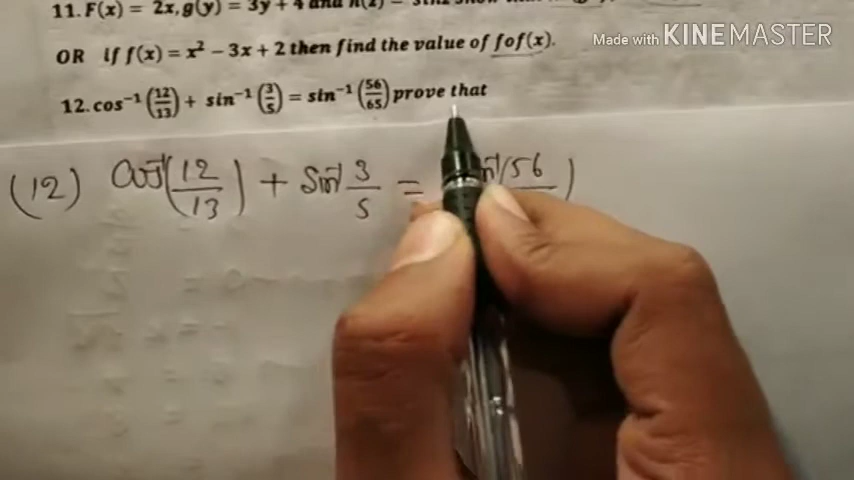 11. F(x) = 2x, g(y) = 3y + 4 and h(z) =
Made with KINEMASTER
OR if f(x) = x² − 3x + 2 then find the value of fof(x).
12. cos⁻¹ (12/13) + sin⁻¹ (3/5) = sin⁻¹ (56/65) prove that
(12) cos⁻¹(12/13) + sin⁻¹ 3/5 = 56